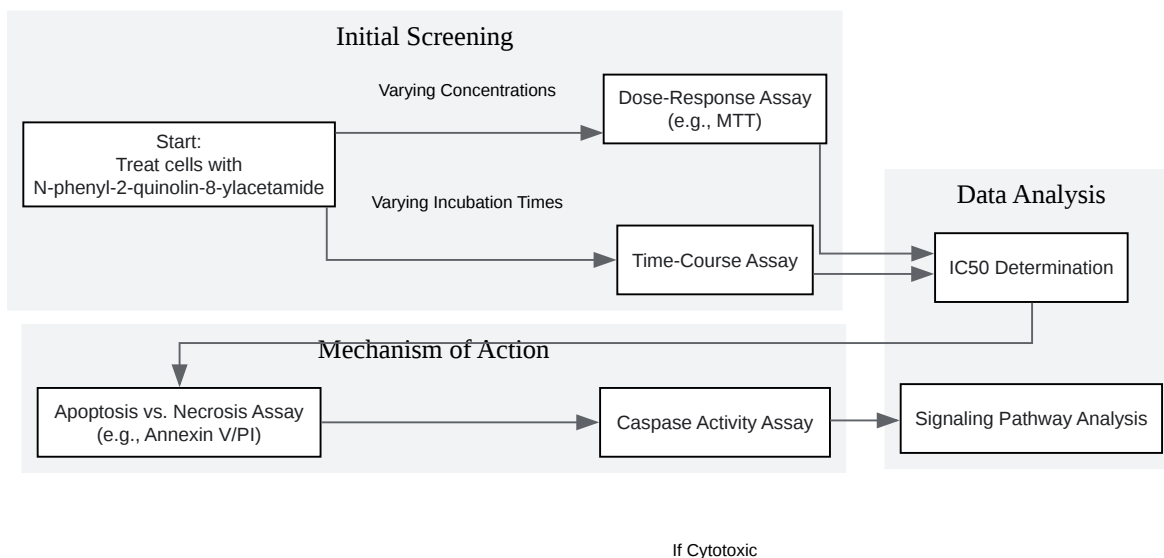 Initial Screening
Varying Concentrations
Dose-Response Assay
(e.g., MTT)
Start:
Treat cells with
N-phenyl-2-quinolin-8-ylacetamide
Varying Incubation Times
Time-Course Assay
Data Analysis
IC50 Determination
Mechanism of Action
Apoptosis vs. Necrosis Assay
(e.g., Annexin V/PI)
Caspase Activity Assay
Signaling Pathway Analysis
If Cytotoxic